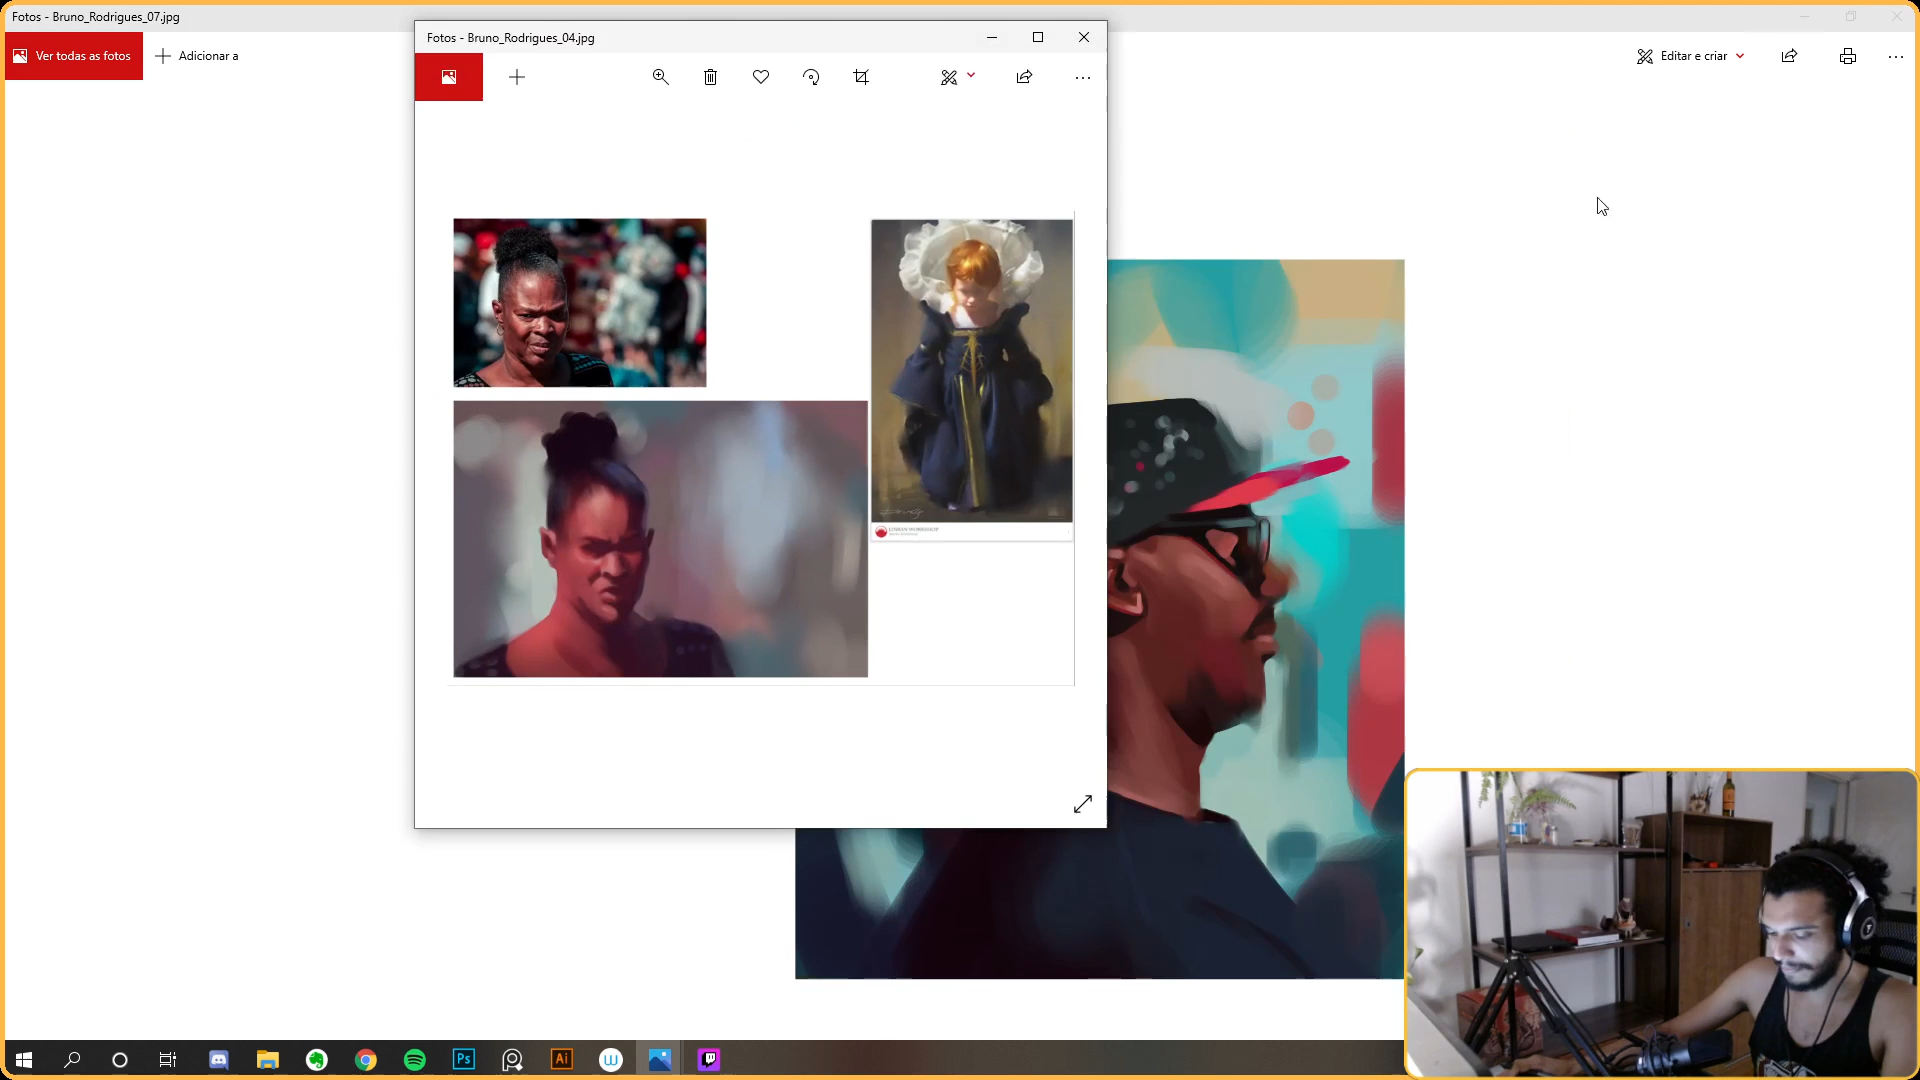 Fotos - Bruno_Rodrigues_07.jpg
Ver todas as fotos
Adicionar a
Editar e criar
Fotos - Bruno_Rodrigues_04.jpg
Ps
Ai
W